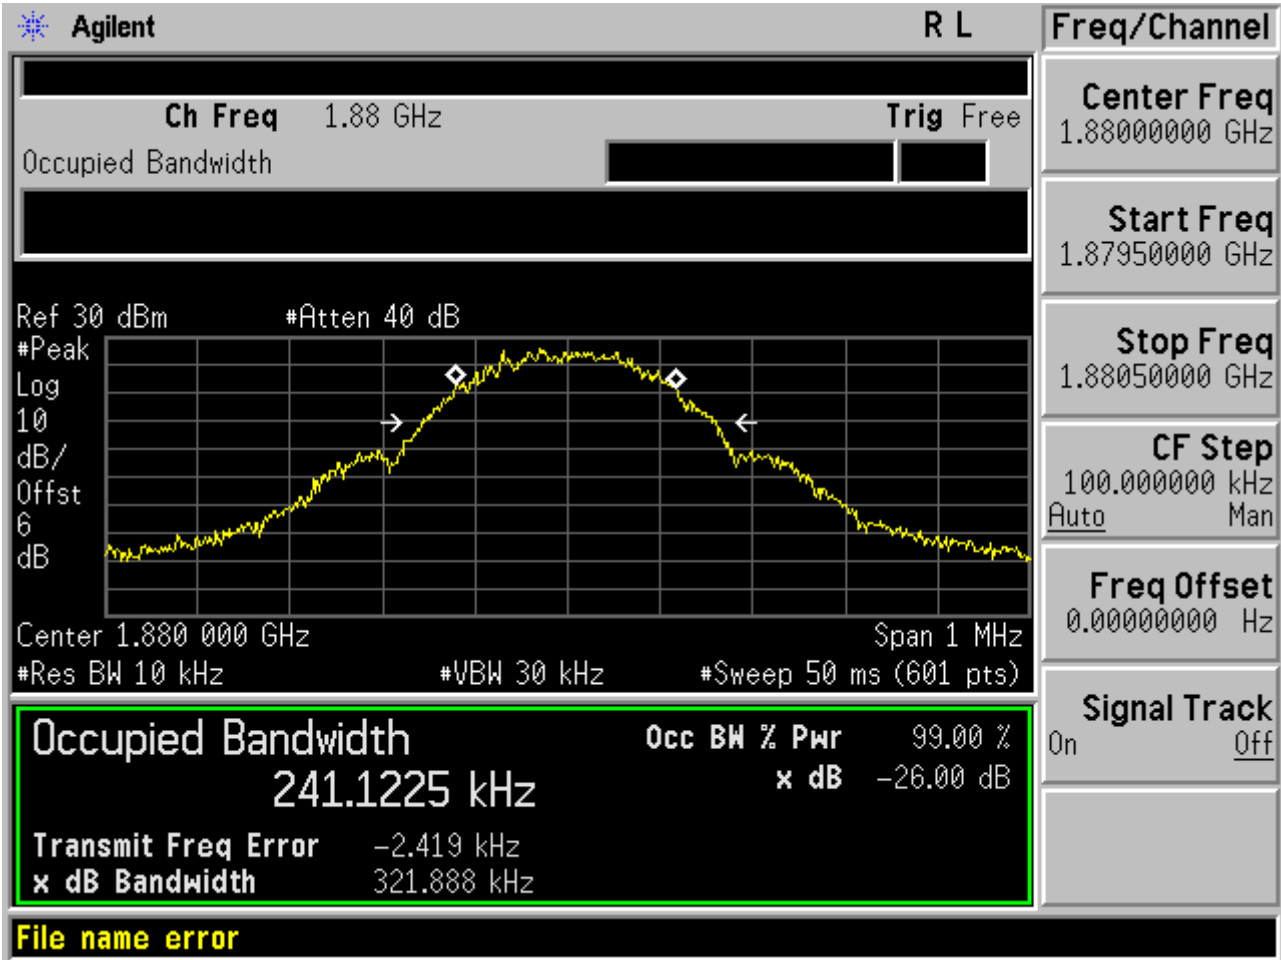 Agilent
R L
Freq/Channel
Ch Freq 1.88 GHz
Trig Free
Occupied Bandwidth
Center Freq
1.88000000 GHz
Start Freq
1.87950000 GHz
Stop Freq
1.88050000 GHz
CF Step
100.000000 kHz
Auto Man
Freq Offset
0.00000000 Hz
Signal Track
On Off
Ref 30 dBm
#Atten 40 dB
#Peak
Log
10
dB/
Offst
6
dB
Center 1.880 000 GHz
Span 1 MHz
#Res BW 10 kHz
#VBW 30 kHz
#Sweep 50 ms (601 pts)
Occupied Bandwidth
241.1225 kHz
Occ BW % Pwr 99.00 %
x dB -26.00 dB
Transmit Freq Error -2.419 kHz
x dB Bandwidth 321.888 kHz
File name error